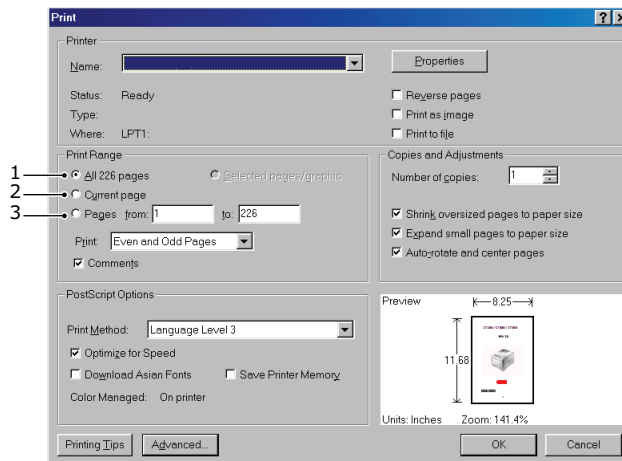 Print
Printer
Name:
Properties
Status: Ready
Reverse pages
Type:
Print as image
Where: LPT1:
Print to file
Print Range
Copies and Adjustments
1
All 226 pages
Selected pages/graphic
Number of copies: 1
2
Current page
3
Pages from: 1 to: 226
Shrink oversized pages to paper size
Print: Even and Odd Pages
Expand small pages to paper size
Comments
Auto-rotate and center pages
PostScript Options
Preview
8.25
Print Method: Language Level 3
Optimize for Speed
11.68
Download Asian Fonts
Save Printer Memory
Color Managed: On printer
Units: Inches Zoom: 141.4%
Printing Tips
Advanced...
OK
Cancel